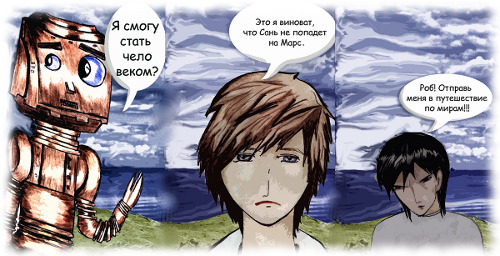 Я смогу
стать
чело
веком?
Это я виноват,
что Сань не попадет
на Марс.
Роб! Отправь
меня в путешествие
по мирам!!!